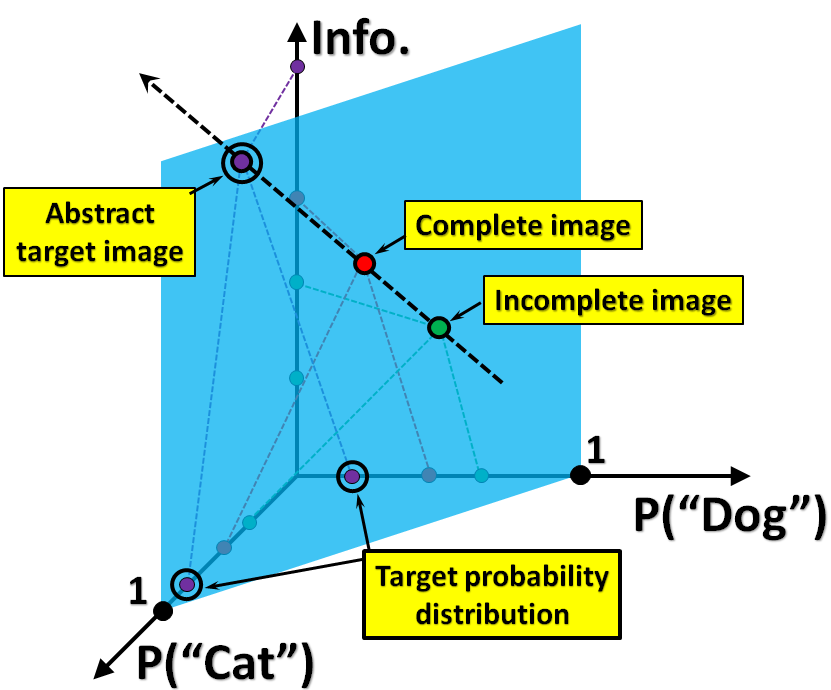 Info.
Abstract
target image
Complete image
Incomplete image
1
P(“Dog”)
Target probability
distribution
1
P(“Cat”)